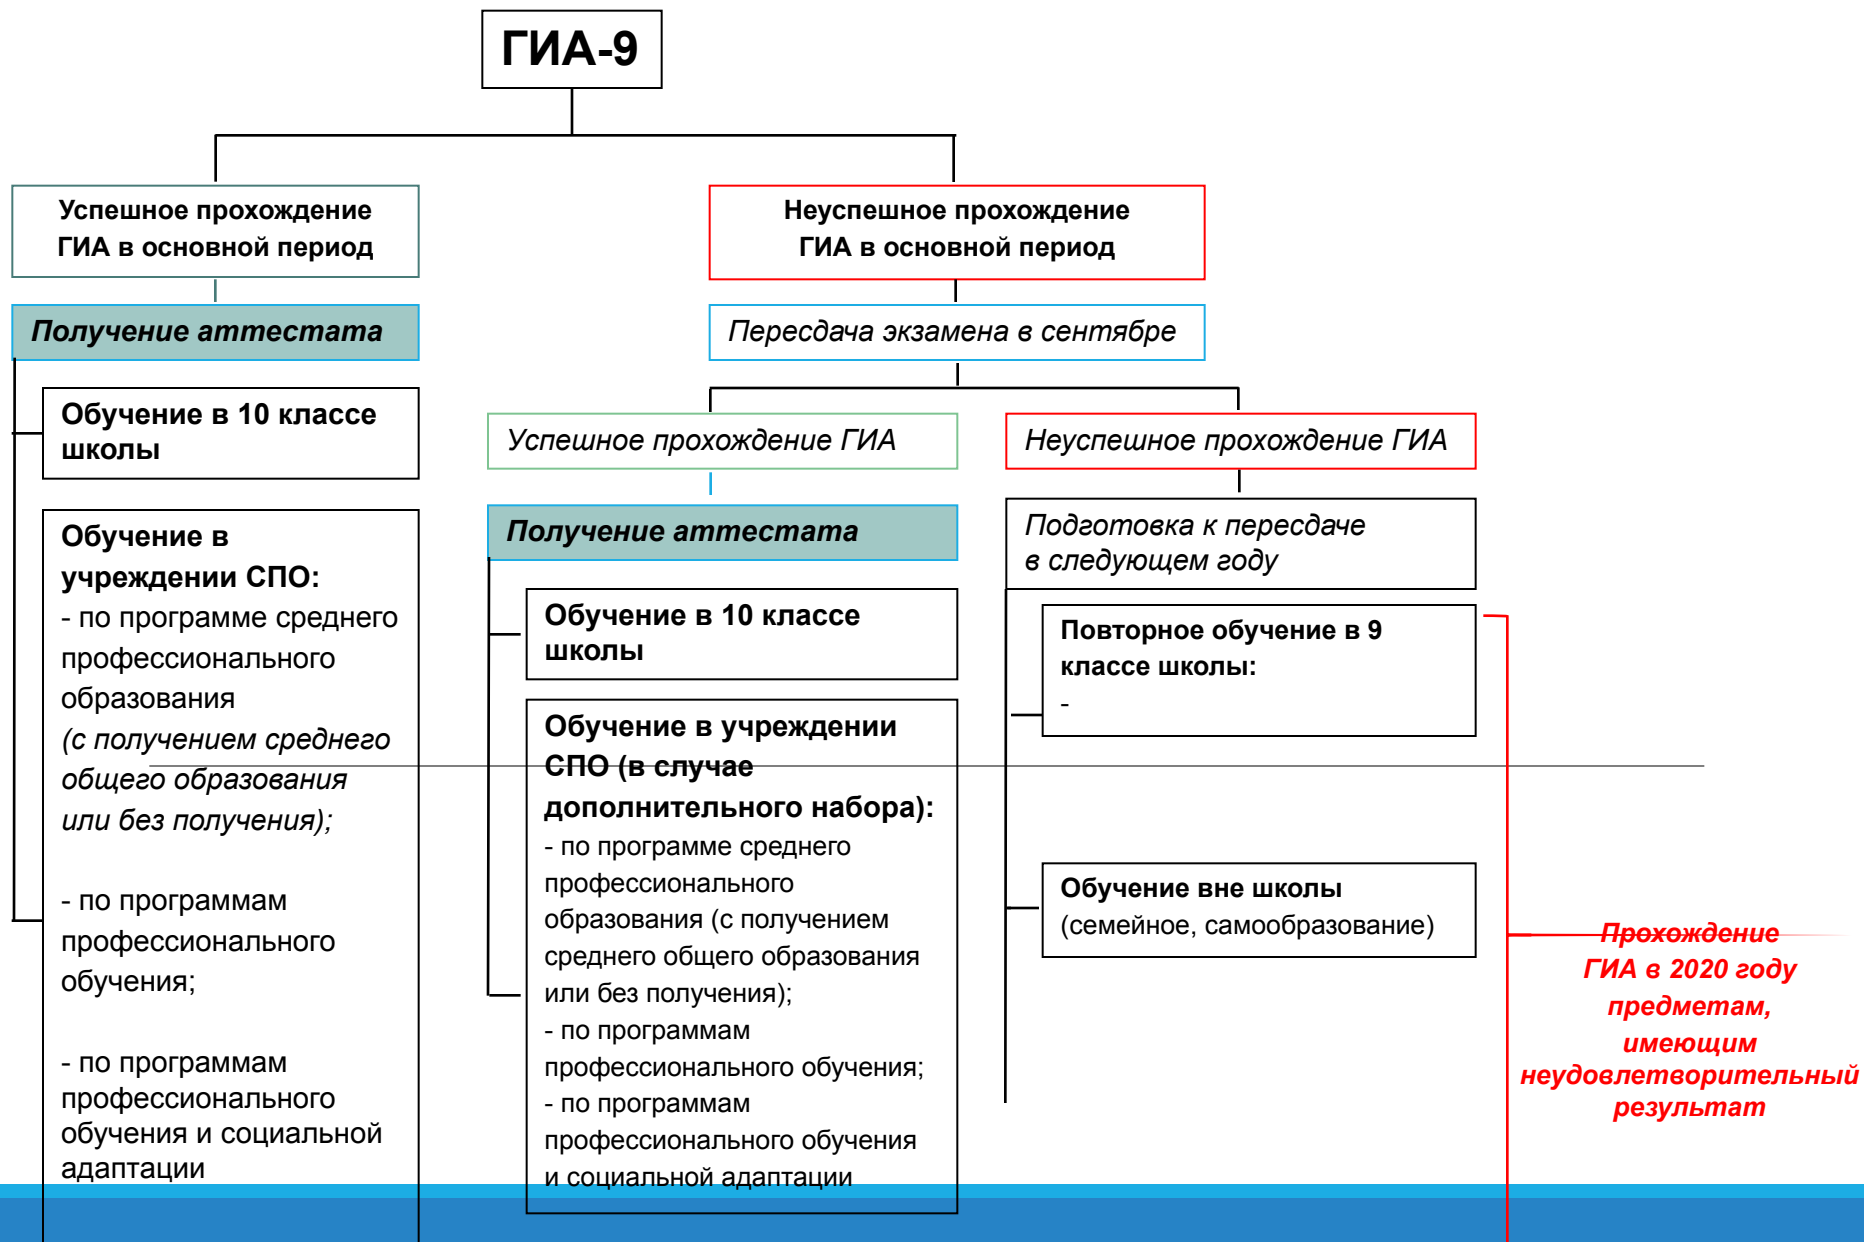 ГИА-9
Успешное прохождение
ГИА в основной период
Получение аттестата
Обучение в 10 классе
школы
Обучение в
учреждении СПО:
- по программе среднего
профессионального
образования
(с получением среднего
общего образования
или без получения);
- по программам
профессионального
обучения;
- по программам
профессионального
обучения и социальной
адаптации
Неуспешное прохождение
ГИА в основной период
Пересдача экзамена в сентябре
Успешное прохождение ГИА
Получение аттестата
Обучение в 10 классе
школы
Обучение в учреждении
СПО (в случае
дополнительного набора):
- по программе среднего
профессионального
образования (с получением
среднего общего образования
или без получения);
- по программам
профессионального обучения;
- по программам
профессионального обучения
и социальной адаптации
Неуспешное прохождение ГИА
Подготовка к пересдаче
в следующем году
Повторное обучение в 9
классе школы:
-
Обучение вне школы
(семейное, самообразование)
Прохождение
ГИА в 2020 году
предметам,
имеющим
неудовлетворительный
результат